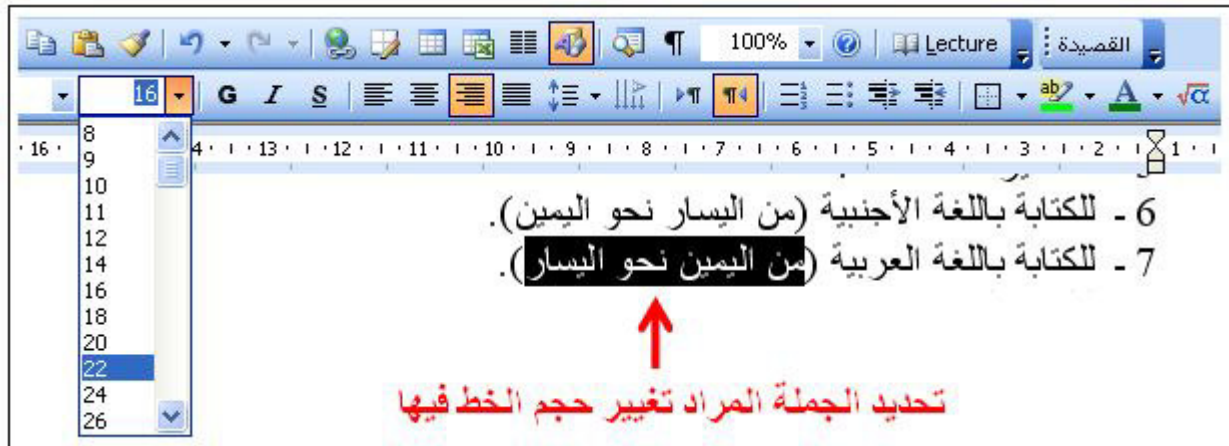 100% Lecture القصيدة
16 G I S
8
9
10
11
12
14
16
18
20
22
24
26
16 4 13 12 11 10 9 8 7 6 5 4 3 2 1 1
6 ـ للكتابة باللغة الأجنبية (من اليسار نحو اليمين).
7 ـ للكتابة باللغة العربية (من اليمين نحو اليسار).
تحديد الجملة المراد تغيير حجم الخط فيها